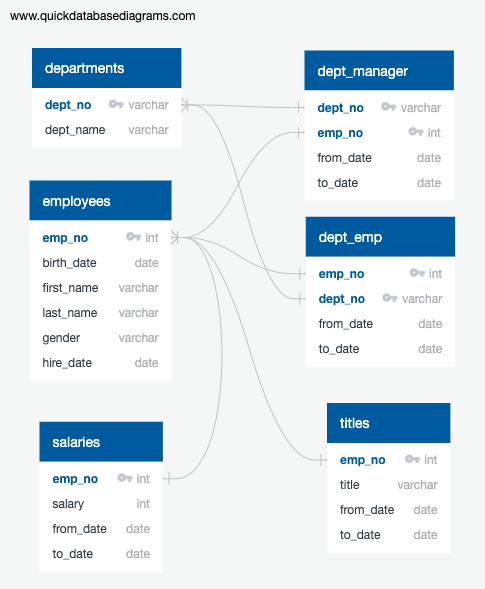 www.quickdatabasediagrams.com
departments
dept_no varchar
dept_name varchar
dept_manager
dept_no varchar
emp_no int
from_date date
to_date date
employees
emp_no int
birth_date date
first_name varchar
last_name varchar
gender varchar
hire_date date
dept_emp
emp_no int
dept_no varchar
from_date date
to_date date
salaries
emp_no int
salary int
from_date date
to_date date
titles
emp_no int
title varchar
from_date date
to_date date